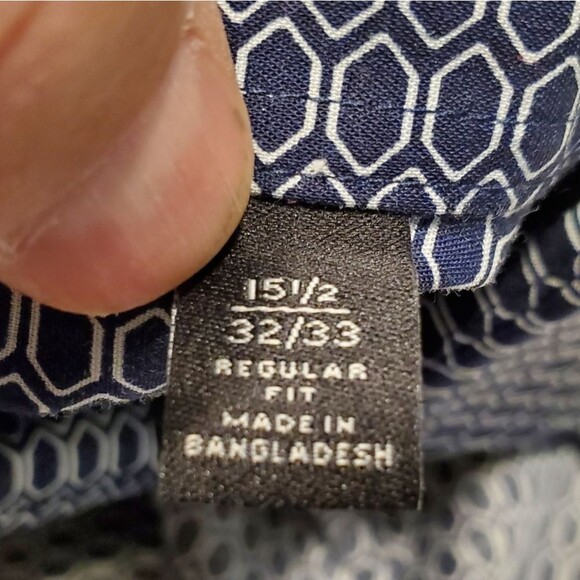 15 1/2
32/33
REGULAR
FIT
MADE IN
BANGLADESH